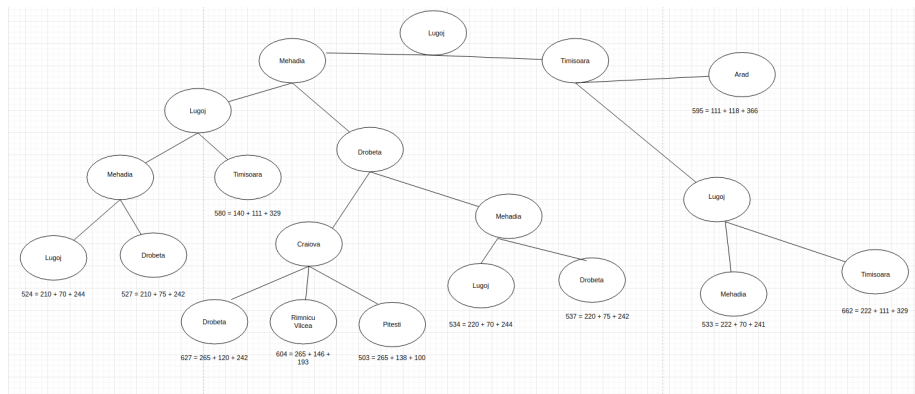 Lugoj
Mehadia
Timisoara
Arad
595 = 111 + 118 + 366
Lugoj
Drobeta
Mehadia
Timisoara
580 = 140 + 111 + 329
Lugoj
Mehadia
Craiova
Lugoj
524 = 210 + 70 + 244
Drobeta
527 = 210 + 75 + 242
Lugoj
534 = 220 + 70 + 244
Drobeta
537 = 220 + 75 + 242
Mehadia
533 = 222 + 70 + 241
Timisoara
662 = 222 + 111 + 329
Drobeta
627 = 265 + 120 + 242
Rimnicu
Vilcea
604 = 265 + 146 +
193
Pitesti
503 = 265 + 138 + 100